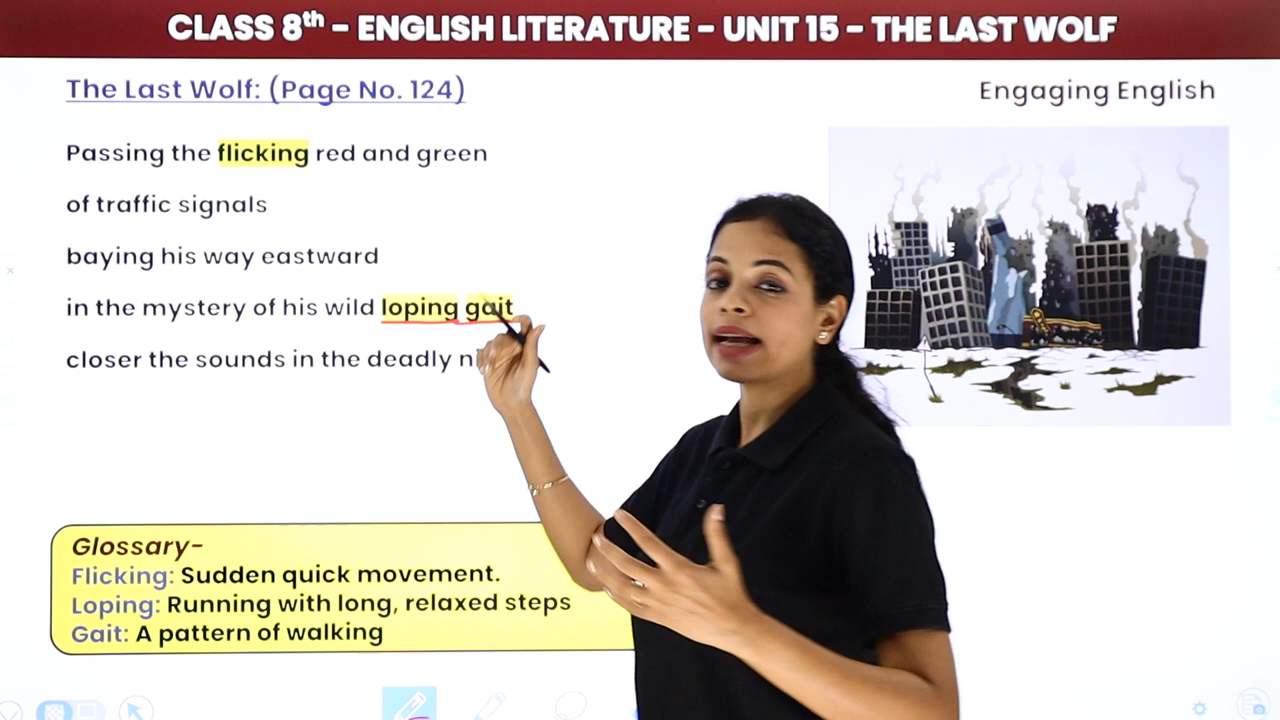 CLASS 8th - ENGLISH LITERATURE - UNIT 15 - THE LAST WOLF
The Last Wolf: (Page No. 124)
Engaging English
Passing the flicking red and green
of traffic signals
baying his way eastward
in the mystery of his wild loping gait
closer the sounds in the deadly
Glossary-
Flicking: Sudden quick movement.
Loping: Running with long, relaxed steps
Gait: A pattern of walking